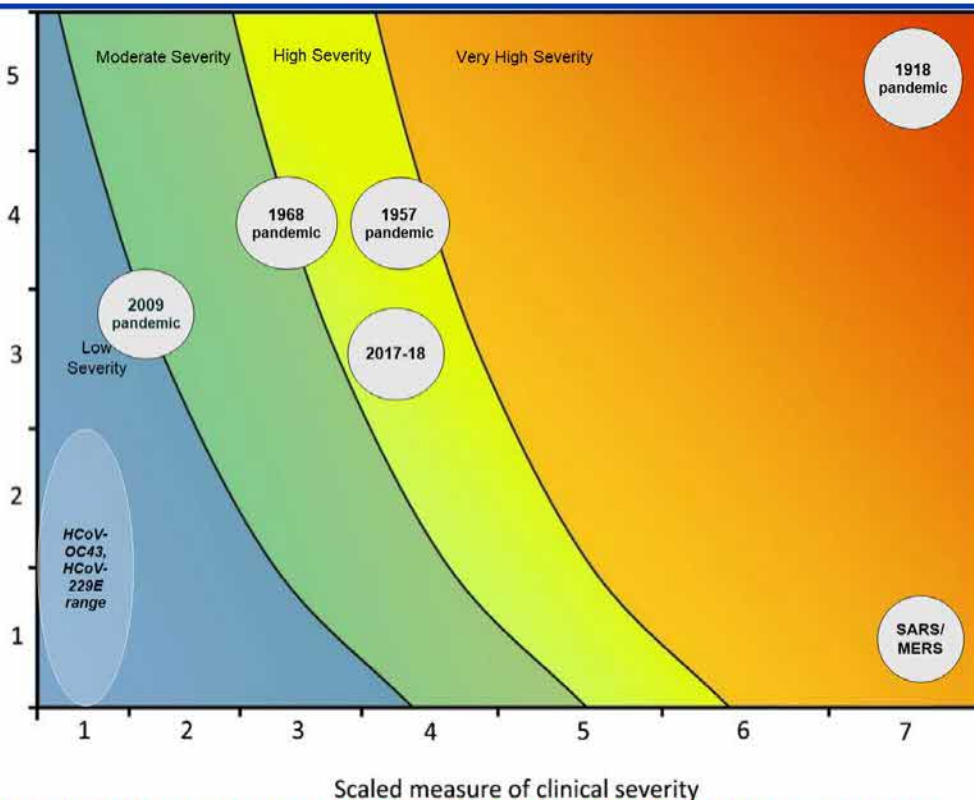 5
Moderate Severity
High Severity
Very High Severity
1918
pandemic
4
1968
pandemic
1957
pandemic
2009
pandemic
3
Low
Severity
2017-18
2
HCoV-
OC43,
HCoV-
229E
range
1
SARS/
MERS
1
2
3
4
5
6
7
Scaled measure of clinical severity